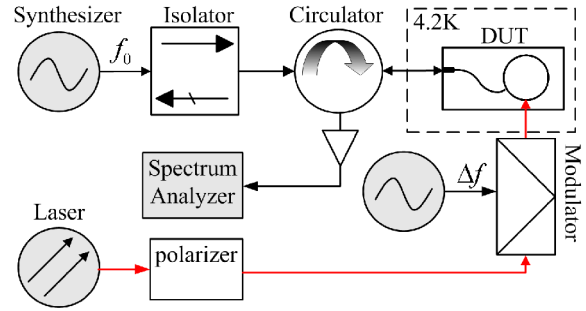 Synthesizer
Isolator
Circulator
4.2K
DUT
f0
Spectrum
Analyzer
Δf
Modulator
Laser
polarizer